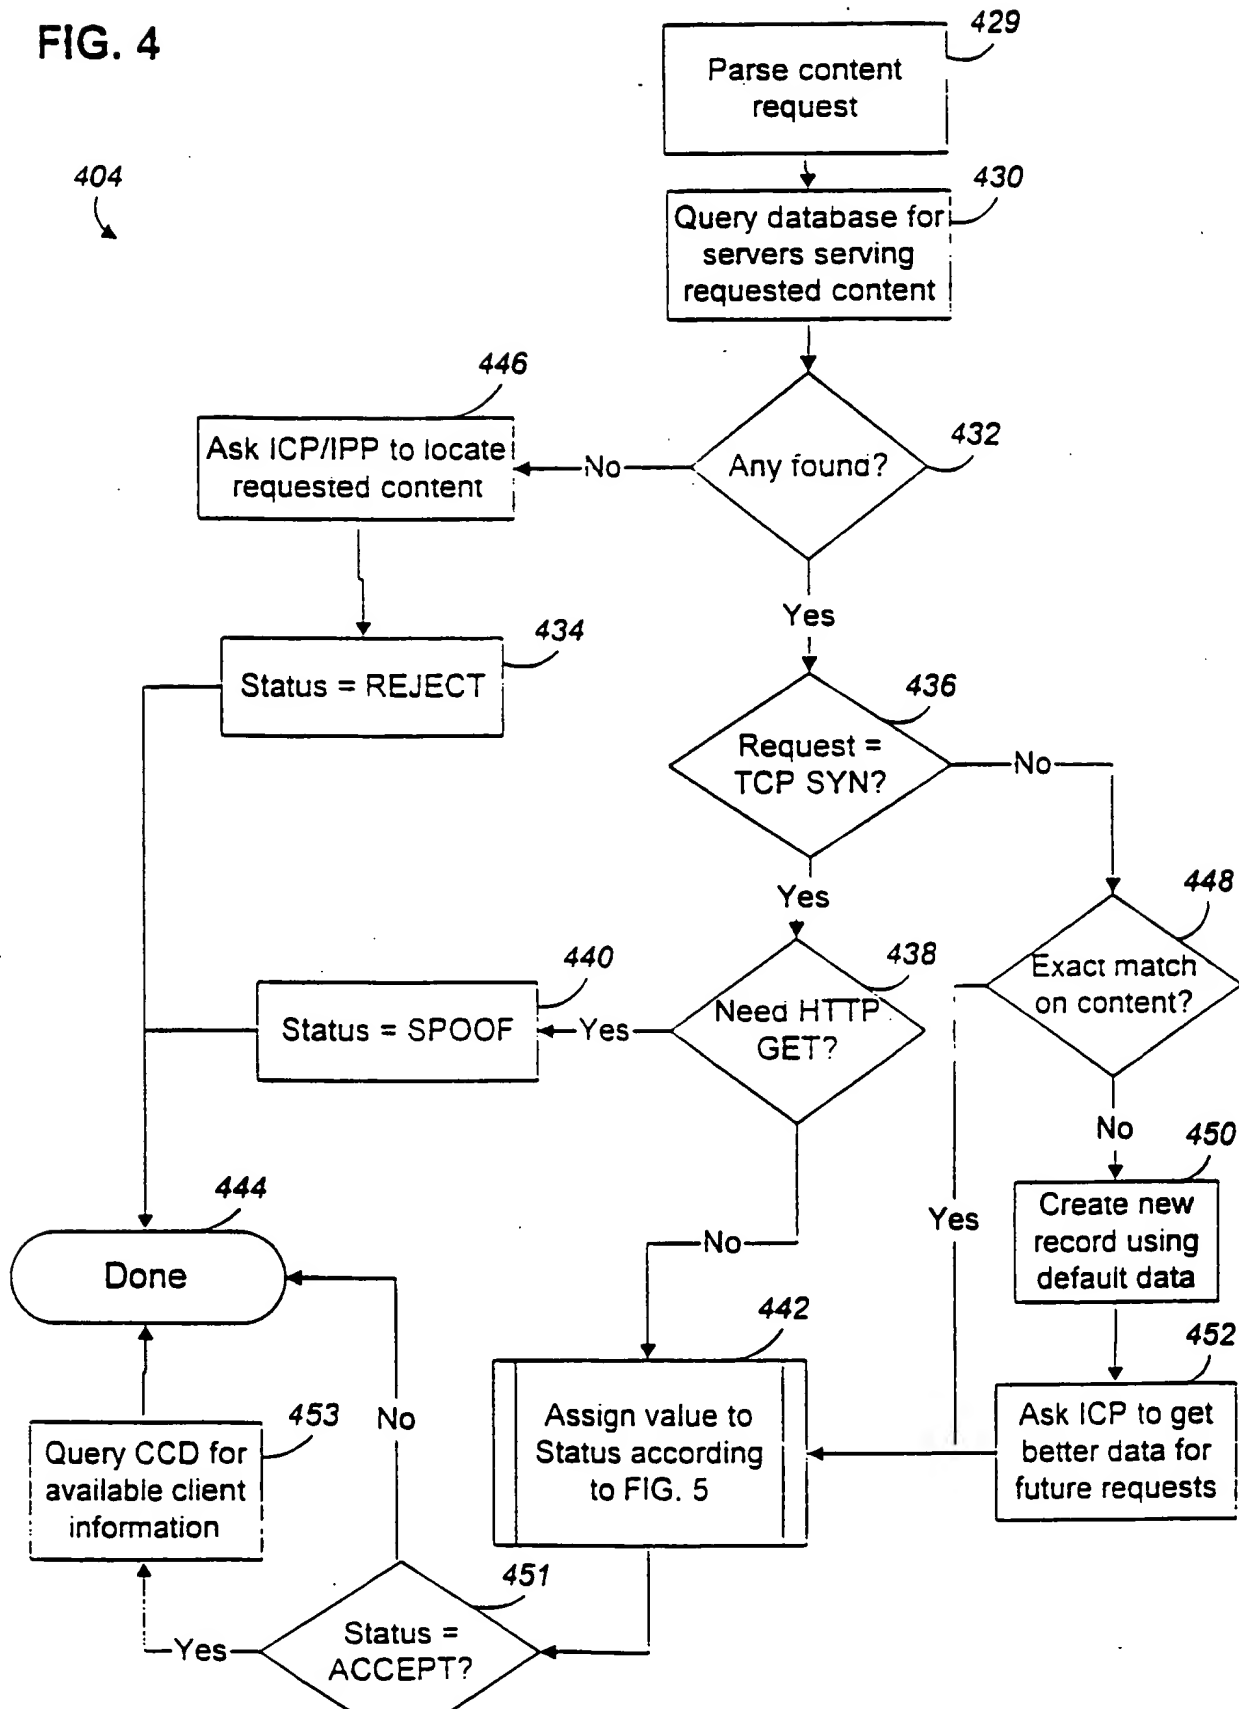 FIG. 4
429
Parse content
request
404
430
Query database for
servers serving
requested content
446
Ask ICP/IPP to locate
requested content
No
Any found?
432
Yes
434
Status = REJECT
436
Request =
TCP SYN?
No
Yes
448
Exact match
on content?
440
Status = SPOOF
Yes
438
Need HTTP
GET?
No
450
Create new
record using
default data
Yes
444
Done
No
442
Assign value to
Status according
to FIG. 5
452
Ask ICP to get
better data for
future requests
453
Query CCD for
available client
information
No
451
Status =
ACCEPT?
Yes